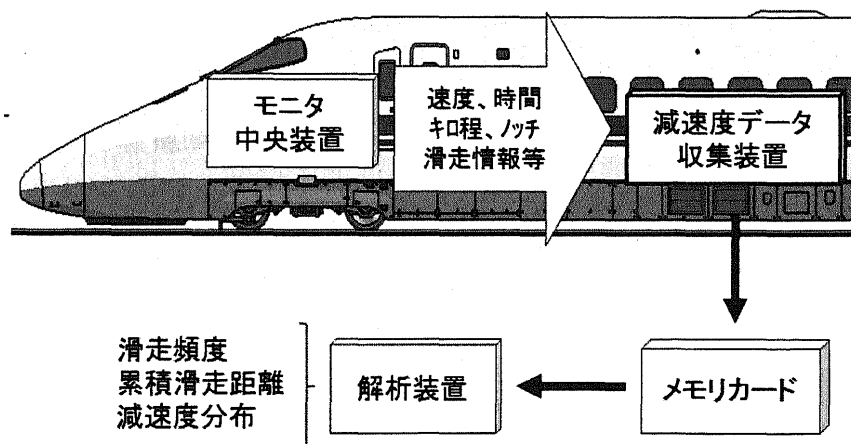 モニタ
中央装置
速度、時間
キロ程、ノッチ
滑走情報等
減速度データ
収集装置
滑走頻度
累積滑走距離
減速度分布
解析装置
メモリカード